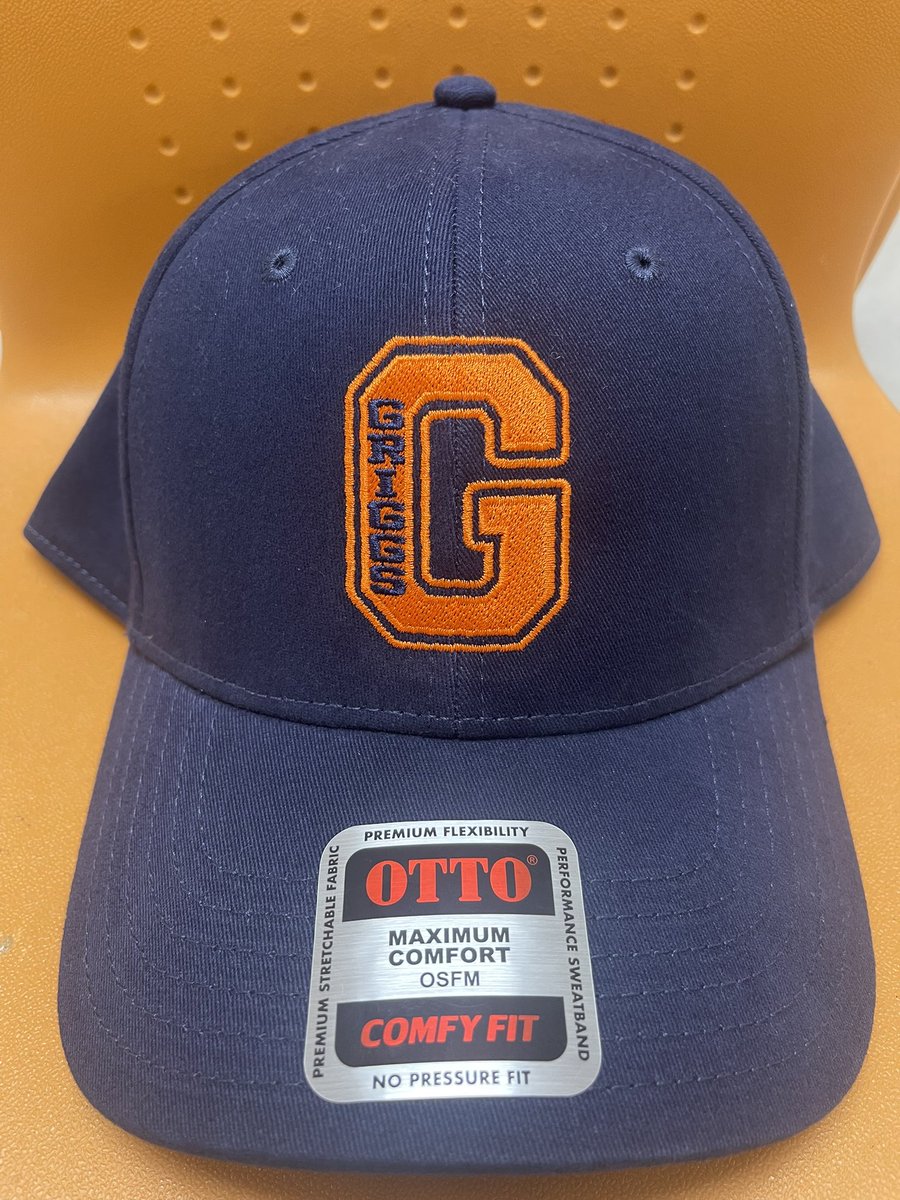 G
GRIGGS
PREMIUM FLEXIBILITY
PREMIUM STRETCHABLE FABRIC
OTTO®
MAXIMUM
COMFORT
OSFM
COMFY FIT
PERFORMANCE SWEATBAND
NO PRESSURE FIT